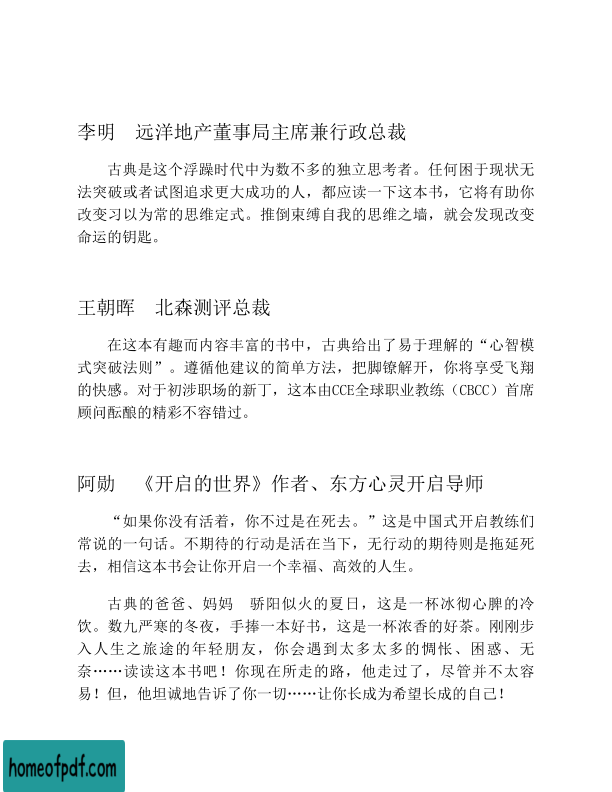 李明　远洋地产董事局主席兼行政总裁
古典是这个浮躁时代中为数不多的独立思考者。任何困于现状无
法突破或者试图追求更大成功的人，都应读一下这本书，它将有助你
改变习以为常的思维定式。推倒束缚自我的思维之墙，就会发现改变
命运的钥匙。
王朝晖　北森测评总裁
在这本有趣而内容丰富的书中，古典给出了易于理解的“心智模
式突破法则”。遵循他建议的简单方法，把脚镣解开，你将享受飞翔
的快感。对于初涉职场的新丁，这本由CCE全球职业教练（CBCC）首席
顾问酝酿的精彩不容错过。
阿勋　《开启的世界》作者、东方心灵开启导师
“如果你没有活着，你不过是在死去。”这是中国式开启教练们
常说的一句话。不期待的行动是活在当下，无行动的期待则是拖延死
去，相信这本书会让你开启一个幸福、高效的人生。
古典的爸爸、妈妈　骄阳似火的夏日，这是一杯冰彻心脾的冷
饮。数九严寒的冬夜，手捧一本好书，这是一杯浓香的好茶。刚刚步
入人生之旅途的年轻朋友，你会遇到太多太多的惆怅、困惑、无
奈……读读这本书吧！你现在所走的路，他走过了，尽管并不太容
易！但，他坦诚地告诉了你一切……让你长成为希望长成的自己！
homeofpdf.com